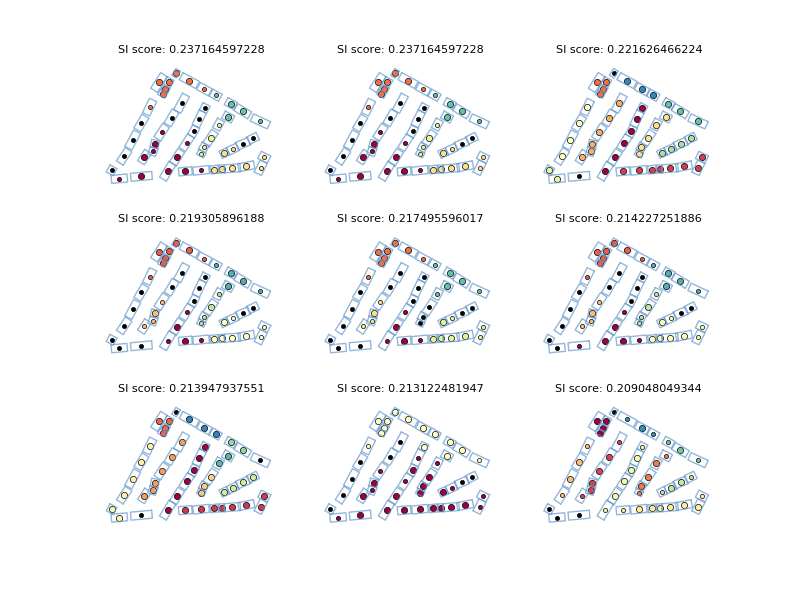 SI score: 0.237164597228
SI score: 0.237164597228
SI score: 0.221626466224
SI score: 0.219305896188
SI score: 0.217495596017
SI score: 0.214227251886
SI score: 0.213947937551
SI score: 0.213122481947
SI score: 0.209048049344